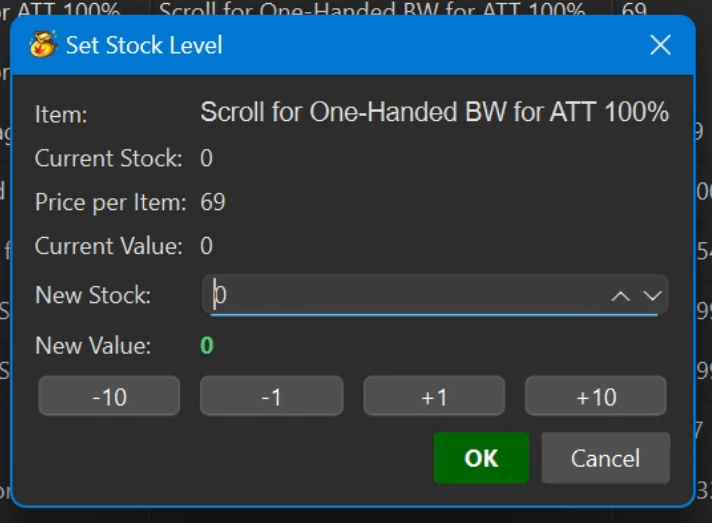 or ATT 100% Scroll for One-Handed BW for ATT 100% 69
Set Stock Level
Item: Scroll for One-Handed BW for ATT 100%
Current Stock: 0
Price per Item: 69
Current Value: 0
New Stock: 0
New Value: 0
-10 -1 +1 +10
OK Cancel